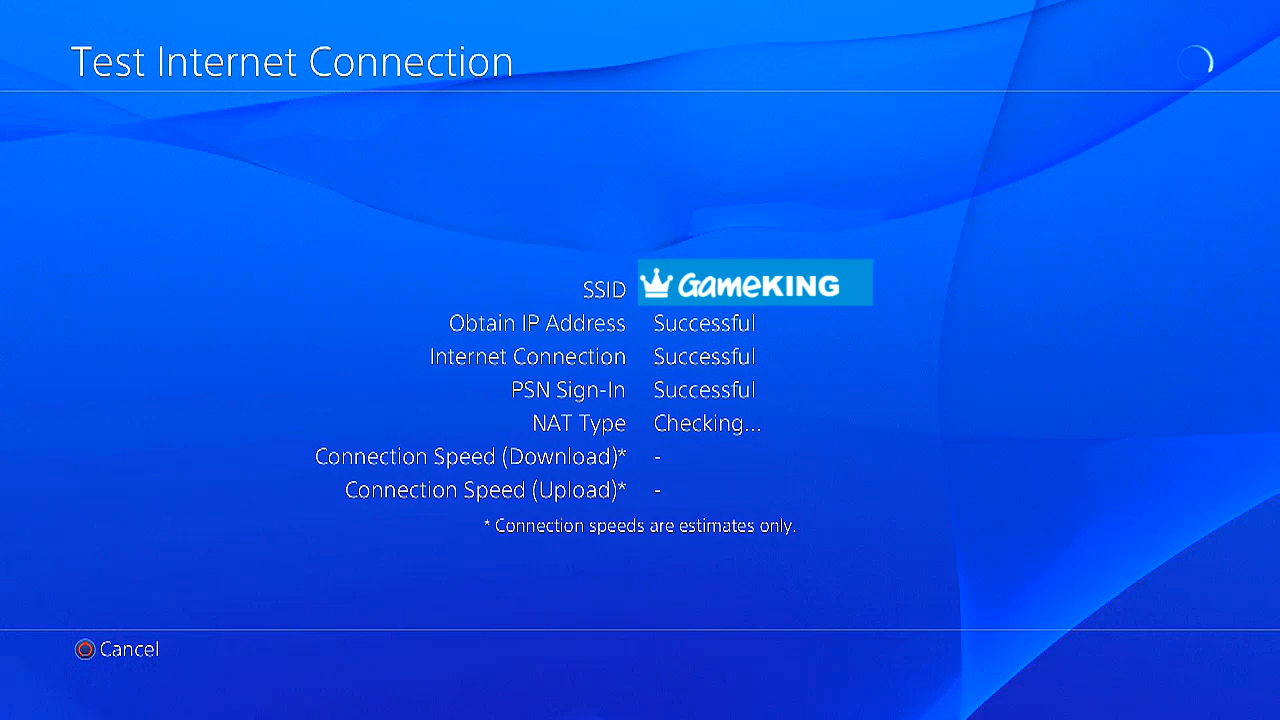 Test Internet Connection
SSID GameKING
Obtain IP Address Successful
Internet Connection Successful
PSN Sign-In Successful
NAT Type Checking...
Connection Speed (Download)* -
Connection Speed (Upload)* -
* Connection speeds are estimates only.
Cancel